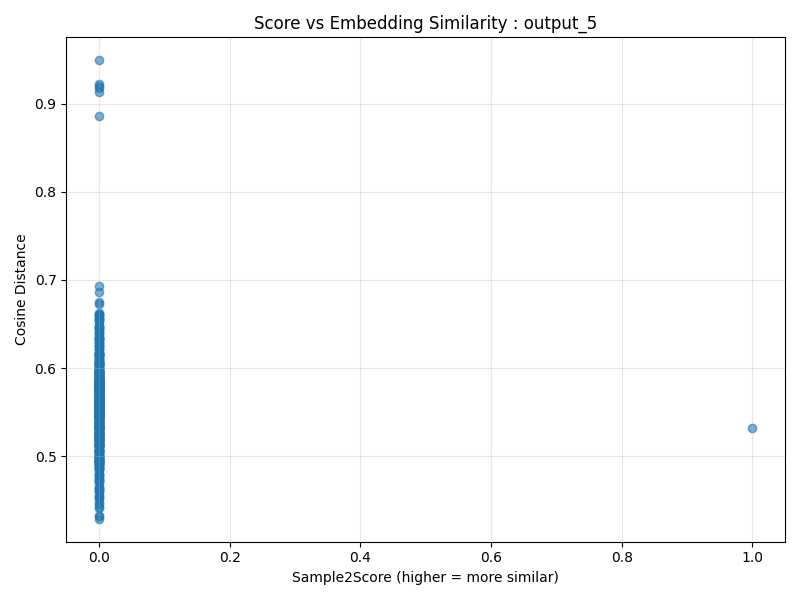 Score vs Embedding Similarity : output_5
Cosine Distance
0.9
0.8
0.7
0.6
0.5
0.0 0.2 0.4 0.6 0.8 1.0
Sample2Score (higher = more similar)